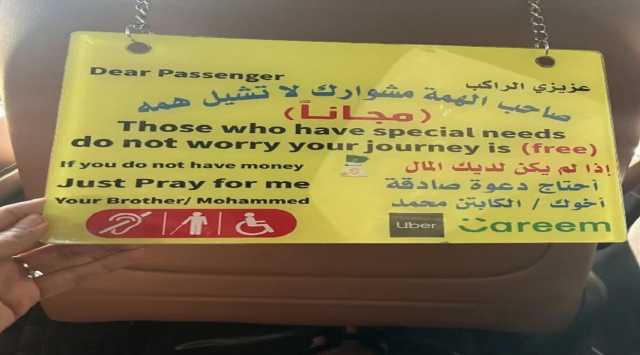 Dear Passenger
عزيزي الراكب
صاحب الهمة مشوارك لا تشيل همه
(مجاناً)
Those who have special needs
do not worry your journey is (free)
If you do not have money
إذا لم يكن لديك المال
Just Pray for me
أحتاج دعوة صادقة
Your Brother/ Mohammed
أخوك / الكابتن محمد
Uber
Careem